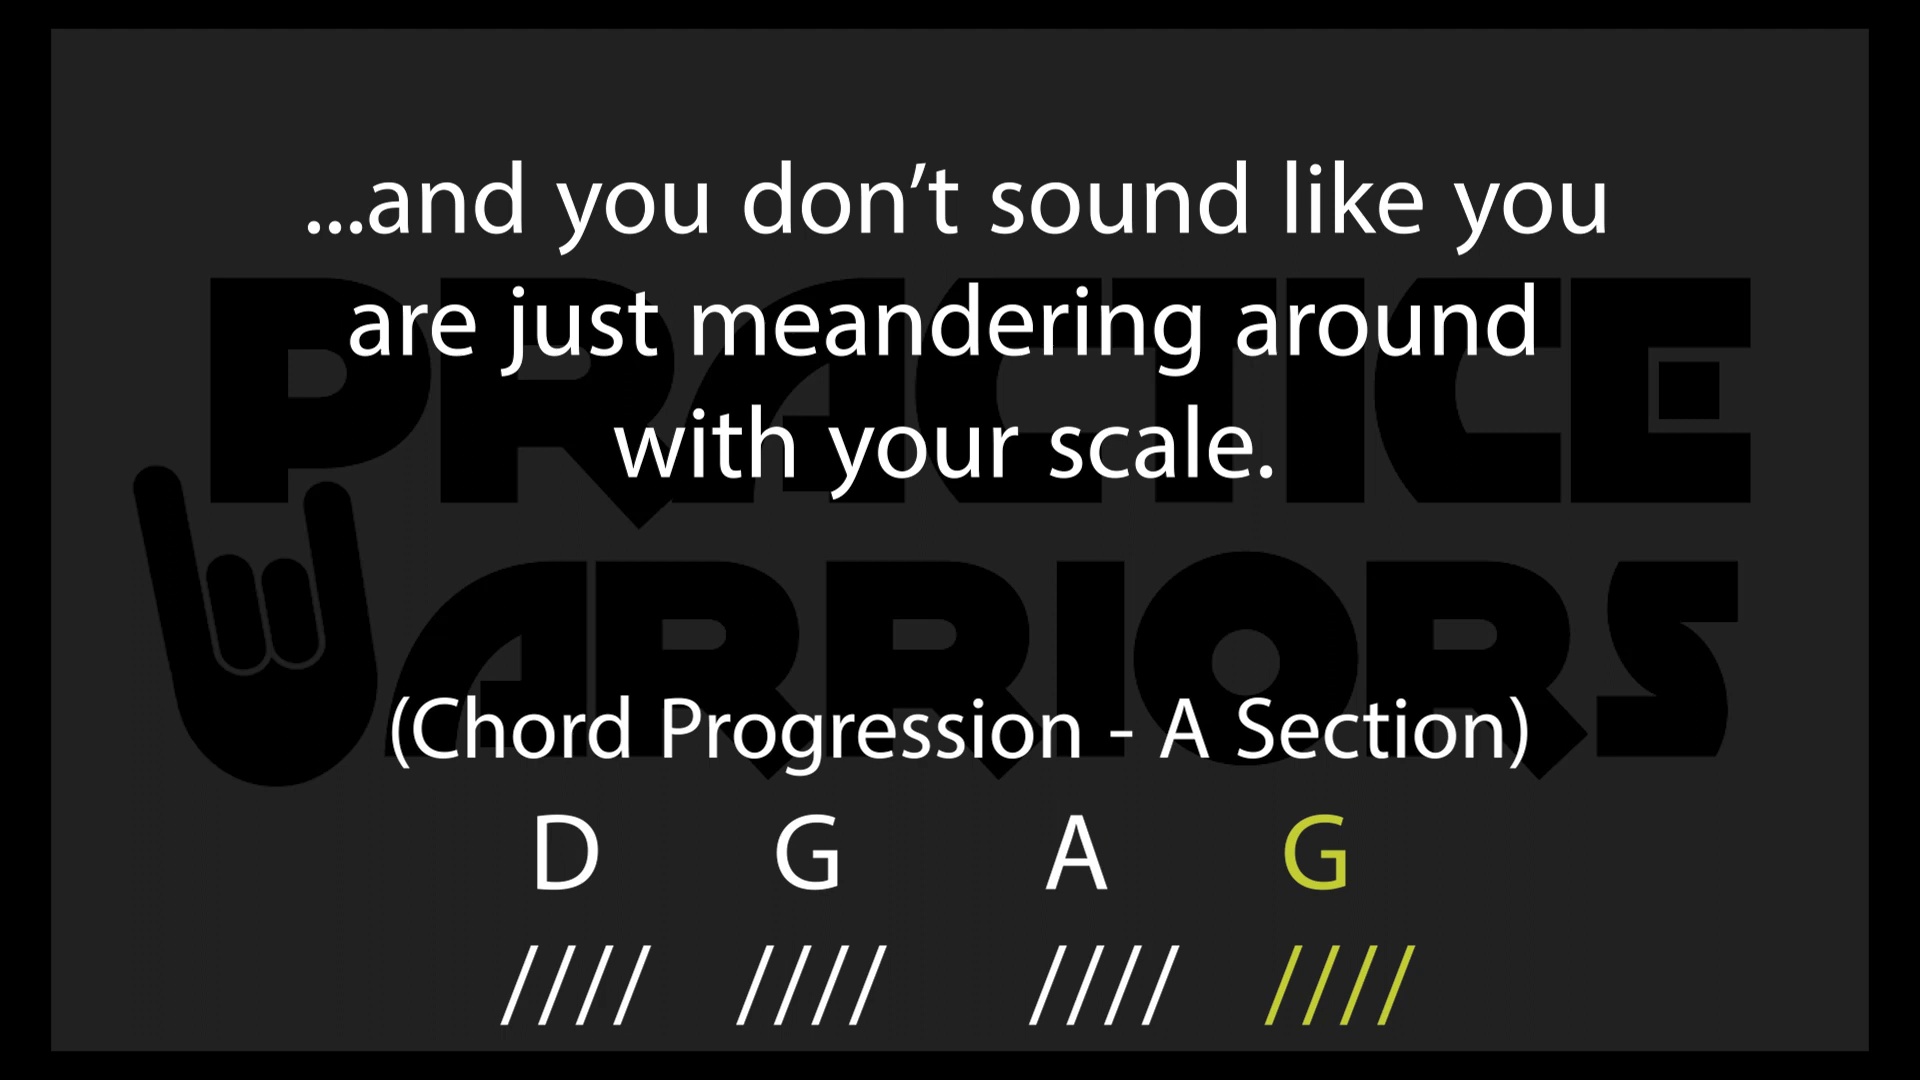 ...and you don’t sound like you
are just meandering around
with your scale.
PRACTICE
WARRIORS
(Chord Progression - A Section)
D G A G
//// //// //// ////